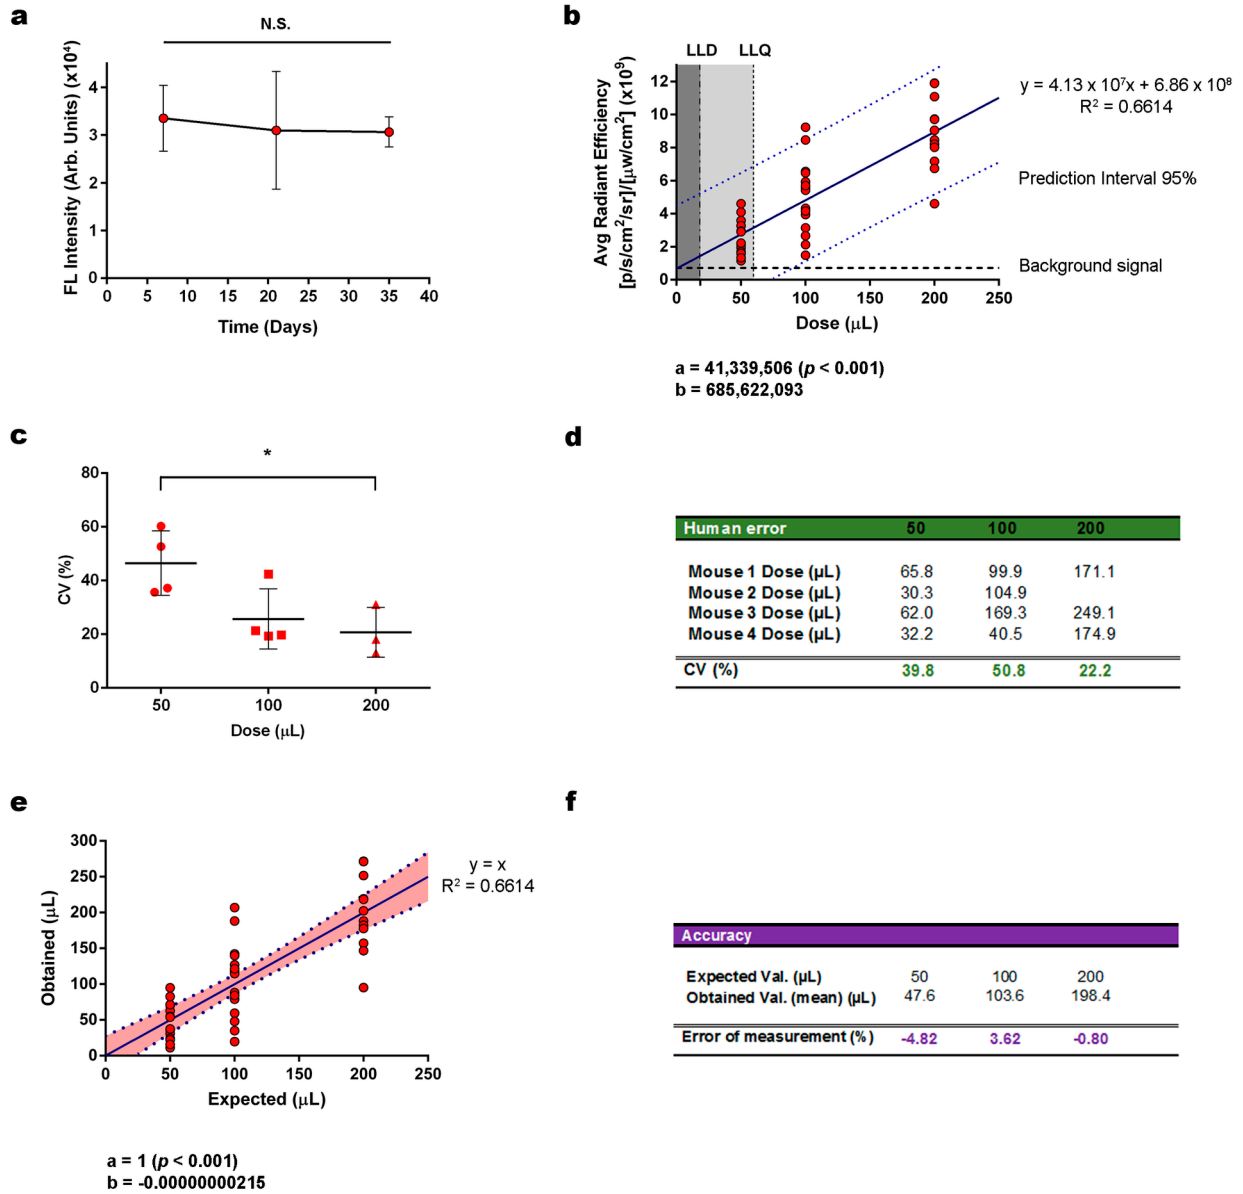 a
N.S.
FL Intensity (Arb. Units) (x10⁴)
4
3
2
1
0
0 5 10 15 20 25 30 35 40
Time (Days)
b
LLD LLQ
Avg Radiant Efficiency
[p/s/cm²/sr]/[µw/cm2] (x10⁹)
12
10
8
6
4
2
0
0 50 100 150 200 250
Dose (µL)
y = 4.13 x 10⁷x + 6.86 x 10⁸
R² = 0.6614
Prediction Interval 95%
Background signal
a = 41,339,506 (p < 0.001)
b = 685,622,093
c
*
CV (%)
80
60
40
20
0
50 100 200
Dose (µL)
d
Human error 50 100 200
Mouse 1 Dose (µL) 65.8 99.9 171.1
Mouse 2 Dose (µL) 30.3 104.9
Mouse 3 Dose (µL) 62.0 169.3 249.1
Mouse 4 Dose (µL) 32.2 40.5 174.9
CV (%) 39.8 50.8 22.2
e
Obtained (µL)
300
250
200
150
100
50
0
0 50 100 150 200 250
Expected (µL)
y = x
R² = 0.6614
a = 1 (p < 0.001)
b = -0.00000000215
f
Accuracy
Expected Val. (µL) 50 100 200
Obtained Val. (mean) (µL) 47.6 103.6 198.4
Error of measurement (%) -4.82 3.62 -0.80